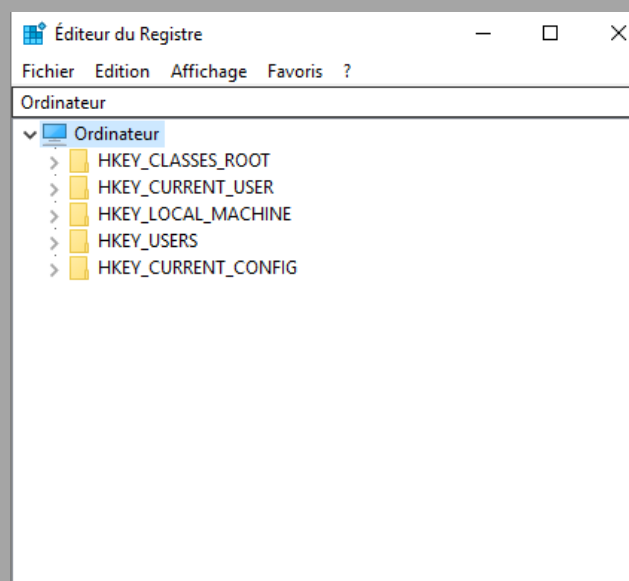 Éditeur du Registre
Fichier Edition Affichage Favoris ?
Ordinateur
Ordinateur
HKEY_CLASSES_ROOT
HKEY_CURRENT_USER
HKEY_LOCAL_MACHINE
HKEY_USERS
HKEY_CURRENT_CONFIG